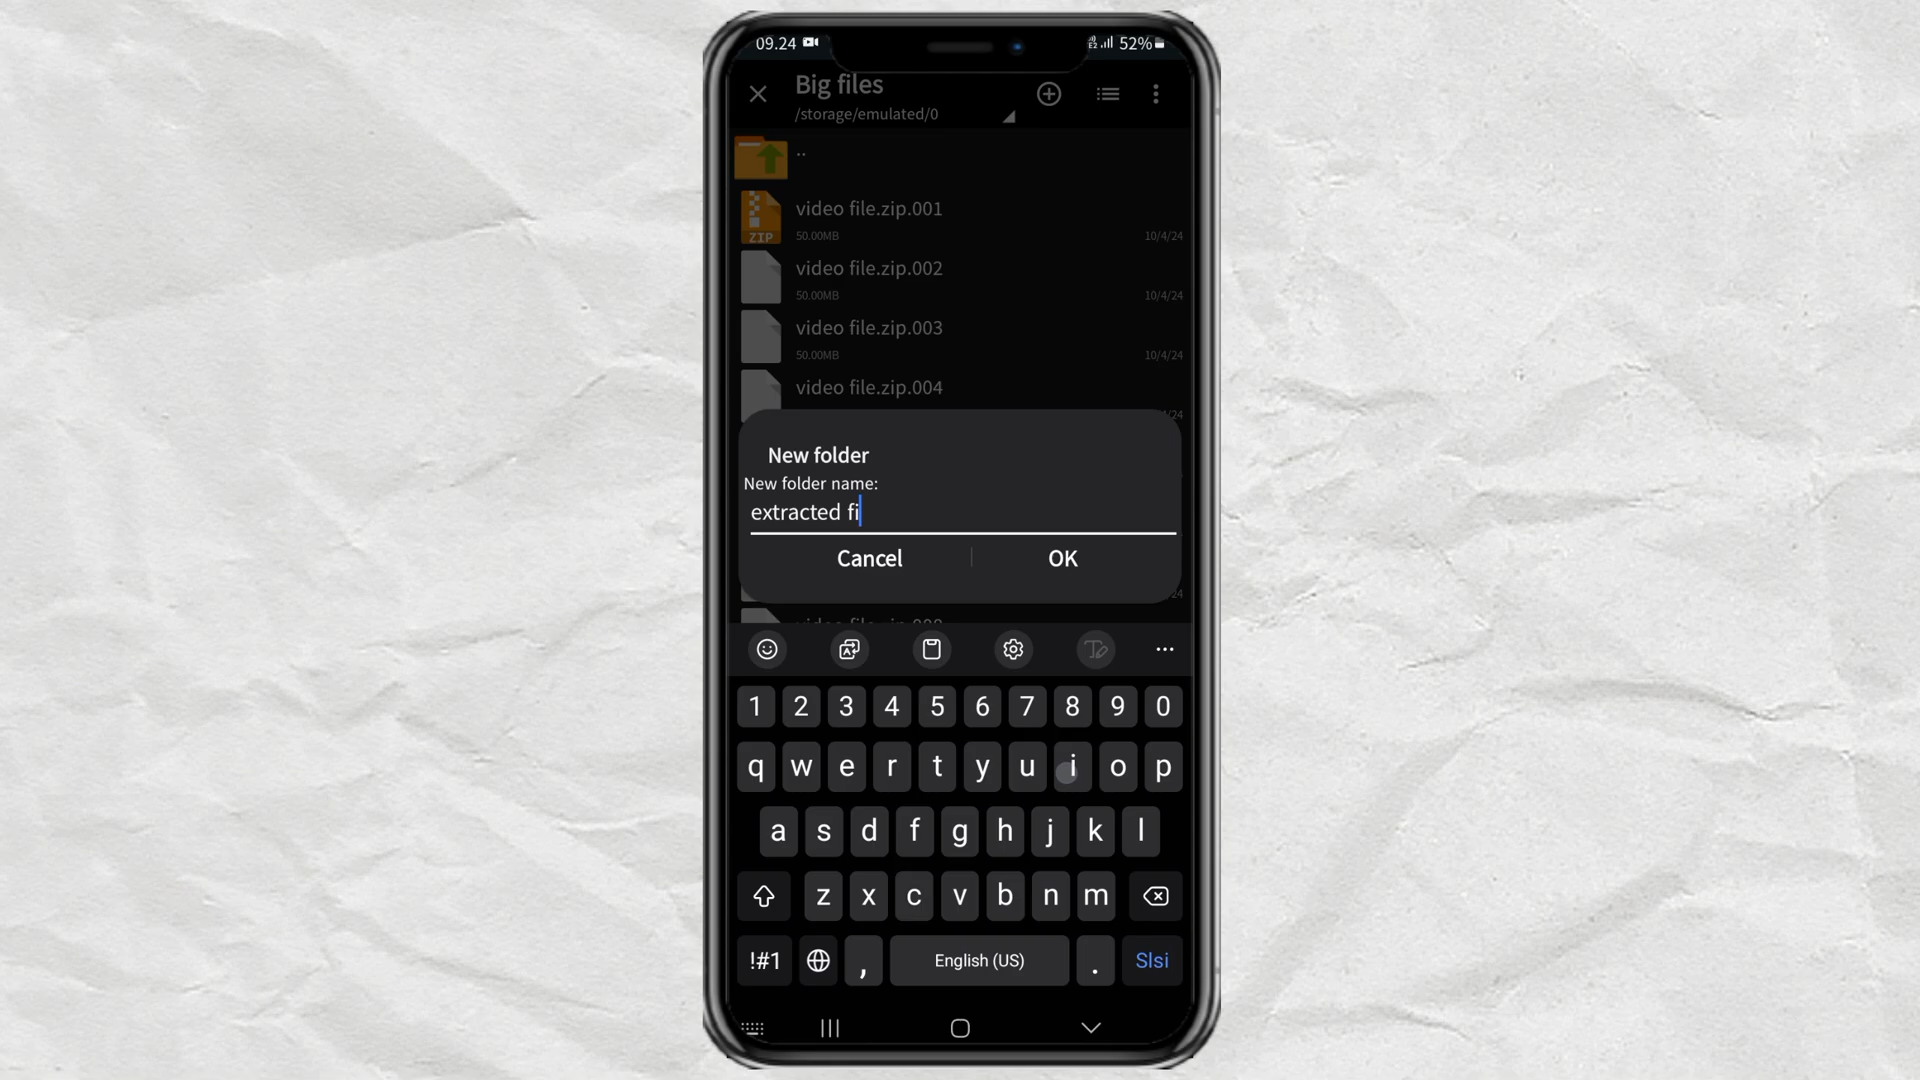 09.24 52%
Big files
/storage/emulated/0
..
video file.zip.001
ZIP 50.00MB 10/4/24
video file.zip.002
50.00MB 10/4/24
video file.zip.003
50.00MB 10/4/24
video file.zip.004
New folder
New folder name:
extracted fi
Cancel OK
1 2 3 4 5 6 7 8 9 0
q w e r t y u i o p
a s d f g h j k l
z x c v b n m
!#1 , English (US) . Slsi